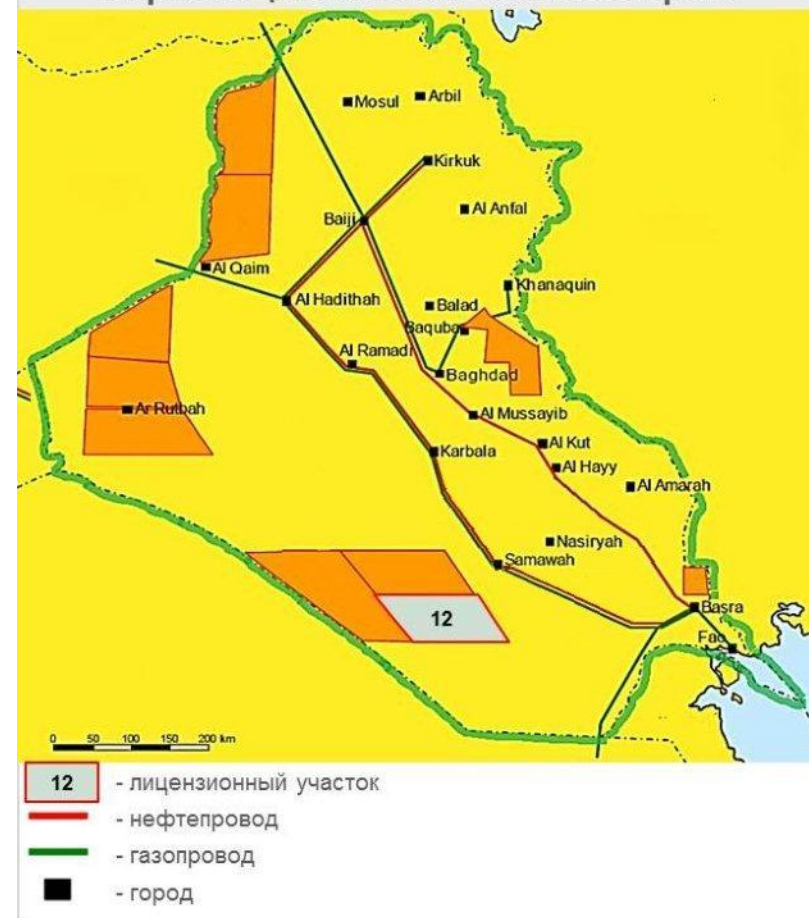 Mosul
Arbil
Kirkuk
Al Anfal
Baiji
Al Qaim
Khanaquin
Al Hadithah
Balad
Baquba
Al Ramadi
Baghdad
Ar Rutbah
Al Mussayib
Al Kut
Karbala
Al Hayy
Al Amarah
Nasiryah
Samawah
12
Basra
Fao
0 50 100 150 200 km
12 - лицензионный участок
- нефтепровод
- газопровод
- город